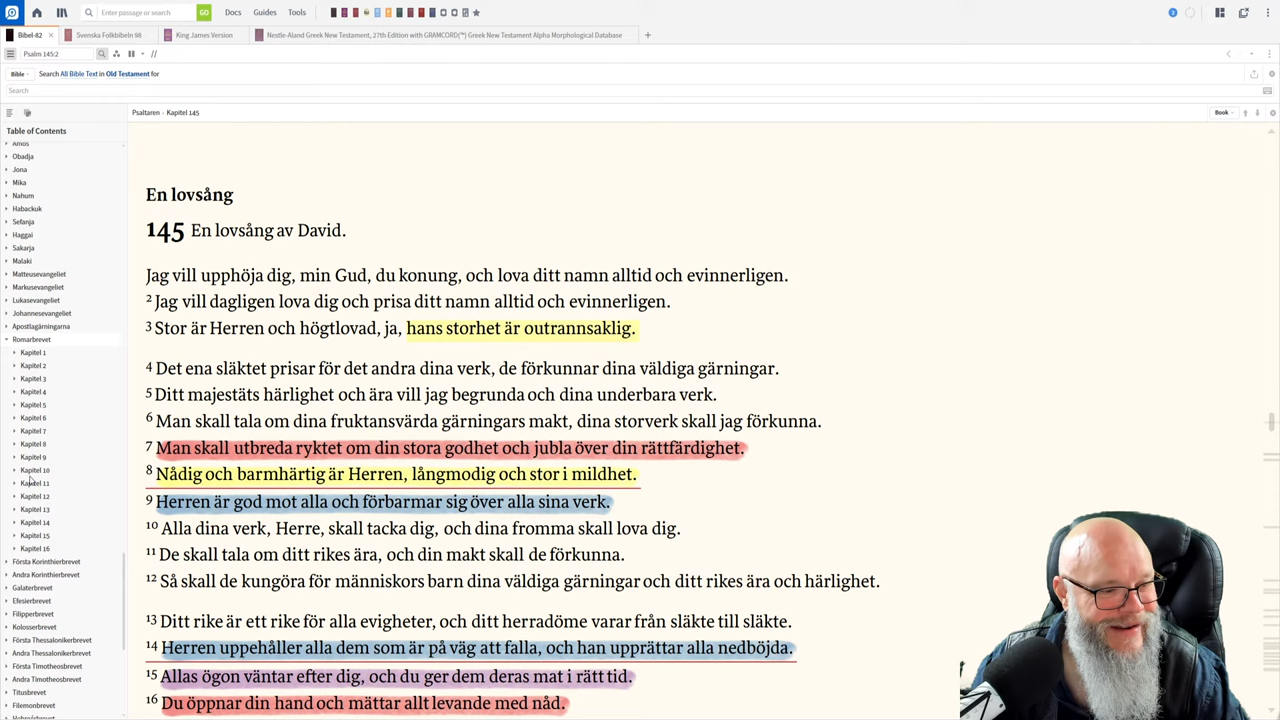 Enter passage or search
GO
Docs
Guides
Tools
2
Bibel-82
Svenska Folkbibeln 98
King James Version
Nestle-Aland Greek New Testament, 27th Edition with GRAMCORD(™) Greek New Testament Alpha Morphological Database
Psalm 145:2
Bible
Search All Bible Text in Old Testament for
Search
Psaltaren › Kapitel 145
Book
Table of Contents
Amos
Obadja
Jona
Mika
Nahum
Habackuk
Sefanja
Haggai
Sakarja
Malaki
Matteusevangeliet
Markusevangeliet
Lukasevangeliet
Johannesevangeliet
Apostlagärningarna
Romarbrevet
Kapitel 1
Kapitel 2
Kapitel 3
Kapitel 4
Kapitel 5
Kapitel 6
Kapitel 7
Kapitel 8
Kapitel 9
Kapitel 10
Kapitel 11
Kapitel 12
Kapitel 13
Kapitel 14
Kapitel 15
Kapitel 16
Första Korinthierbrevet
Andra Korinthierbrevet
Galaterbrevet
Efesierbrevet
Filipperbrevet
Kolosserbrevet
Första Thessalonikerbrevet
Andra Thessalonikerbrevet
Första Timotheosbrevet
Andra Timotheosbrevet
Titusbrevet
Filemonbrevet
En lovsång
145 En lovsång av David.
Jag vill upphöja dig, min Gud, du konung, och lova ditt namn alltid och evinnerligen.
2 Jag vill dagligen lova dig och prisa ditt namn alltid och evinnerligen.
3 Stor är Herren och högtlovad, ja, hans storhet är outrannsaklig.
4 Det ena släktet prisar för det andra dina verk, de förkunnar dina väldiga gärningar.
5 Ditt majestäts härlighet och ära vill jag begrunda och dina underbara verk.
6 Man skall tala om dina fruktansvärda gärningars makt, dina storverk skall jag förkunna.
7 Man skall utbreda ryktet om din stora godhet och jubla över din rättfärdighet.
8 Nådig och barmhärtig är Herren, långmodig och stor i mildhet.
9 Herren är god mot alla och förbarmar sig över alla sina verk.
10 Alla dina verk, Herre, skall tacka dig, och dina fromma skall lova dig.
11 De skall tala om ditt rikes ära, och din makt skall de förkunna.
12 Så skall de kungöra för människors barn dina väldiga gärningar och ditt rikes ära och härlighet.
13 Ditt rike är ett rike för alla evigheter, och ditt herradöme varar från släkte till släkte.
14 Herren uppehåller alla dem som är på väg att falla, och han upprättar alla nedböjda.
15 Allas ögon väntar efter dig, och du ger dem deras mat i rätt tid.
16 Du öppnar din hand och mättar allt levande med nåd.